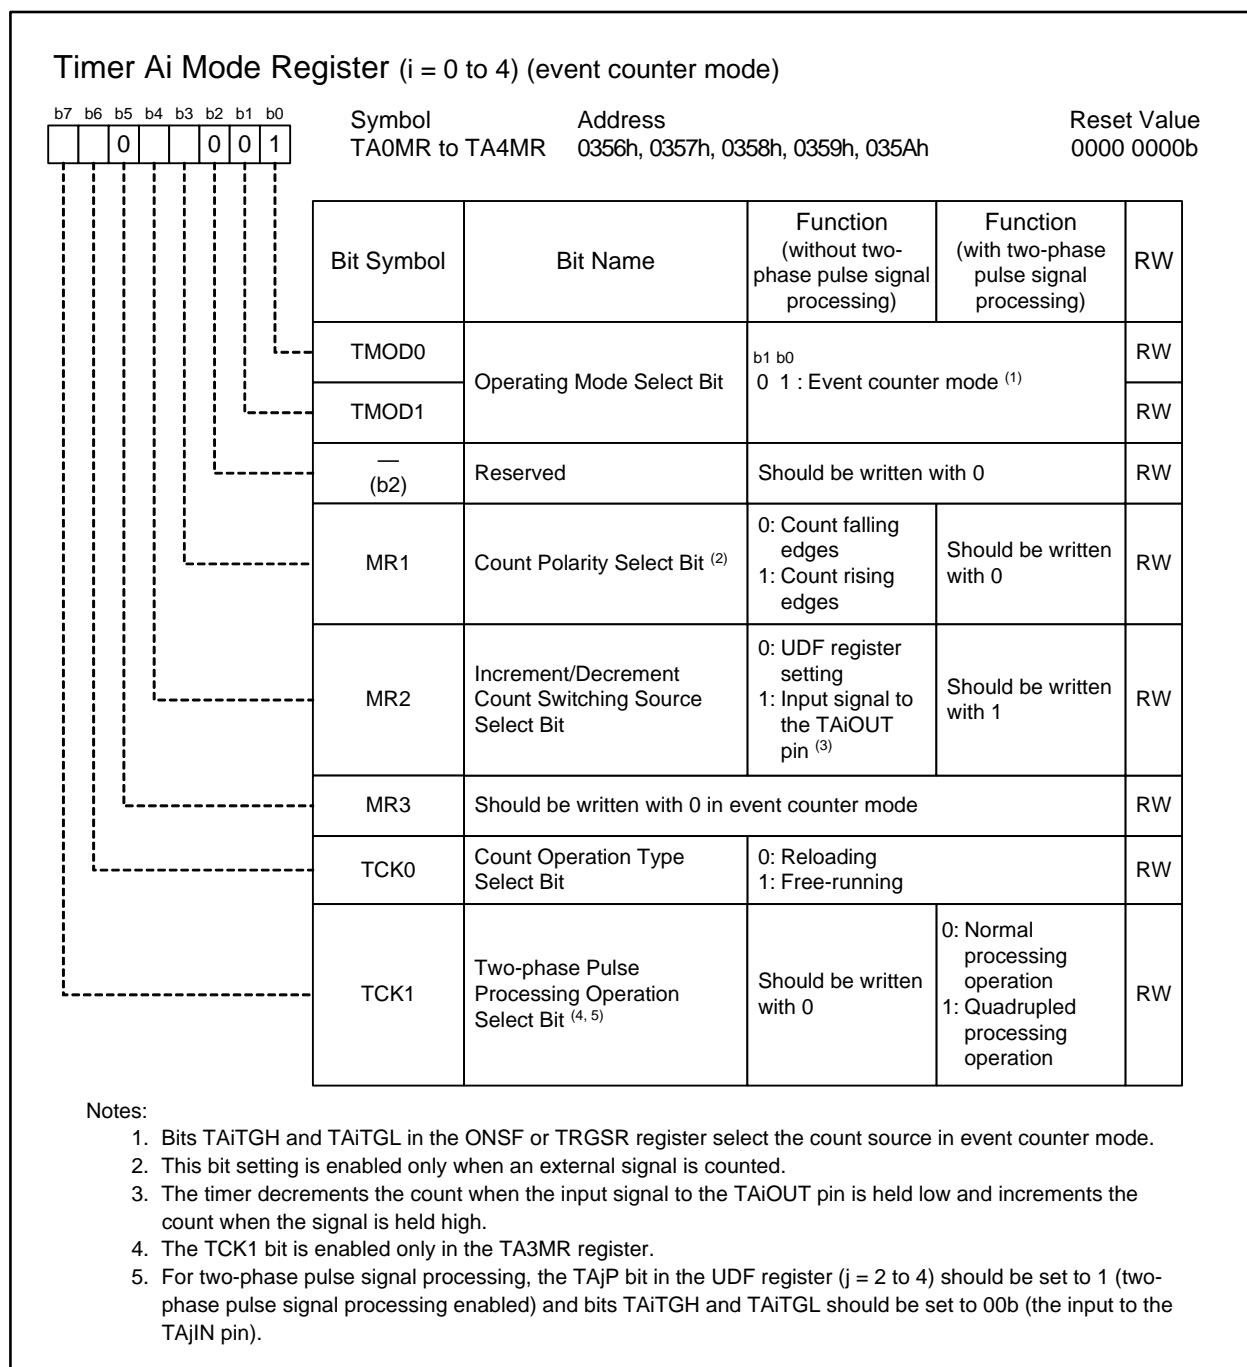 Timer Ai Mode Register (i = 0 to 4) (event counter mode)
b7 b6 b5 b4 b3 b2 b1 b0
0 0 0 1
Symbol Address Reset Value
TA0MR to TA4MR 0356h, 0357h, 0358h, 0359h, 035Ah 0000 0000b
Bit Symbol
Bit Name
Function
(without two-
phase pulse signal
processing)
Function
(with two-phase
pulse signal
processing)
RW
TMOD0
Operating Mode Select Bit
b1 b0
0 1 : Event counter mode (1)
RW
TMOD1
RW
—
(b2)
Reserved
Should be written with 0
RW
MR1
Count Polarity Select Bit (2)
0: Count falling
edges
1: Count rising
edges
Should be written
with 0
RW
MR2
Increment/Decrement
Count Switching Source
Select Bit
0: UDF register
setting
1: Input signal to
the TAiOUT
pin (3)
Should be written
with 1
RW
MR3
Should be written with 0 in event counter mode
RW
TCK0
Count Operation Type
Select Bit
0: Reloading
1: Free-running
RW
TCK1
Two-phase Pulse
Processing Operation
Select Bit (4, 5)
Should be written
with 0
0: Normal
processing
operation
1: Quadrupled
processing
operation
RW
Notes:
1. Bits TAiTGH and TAiTGL in the ONSF or TRGSR register select the count source in event counter mode.
2. This bit setting is enabled only when an external signal is counted.
3. The timer decrements the count when the input signal to the TAiOUT pin is held low and increments the
count when the signal is held high.
4. The TCK1 bit is enabled only in the TA3MR register.
5. For two-phase pulse signal processing, the TAjP bit in the UDF register (j = 2 to 4) should be set to 1 (two-
phase pulse signal processing enabled) and bits TAiTGH and TAiTGL should be set to 00b (the input to the
TAjIN pin).